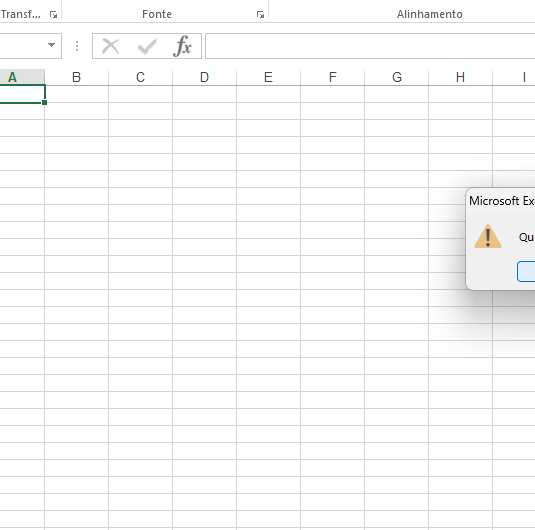 Transf... Fonte Alinhamento
fx
A B C D E F G H I
Microsoft Ex
Qu